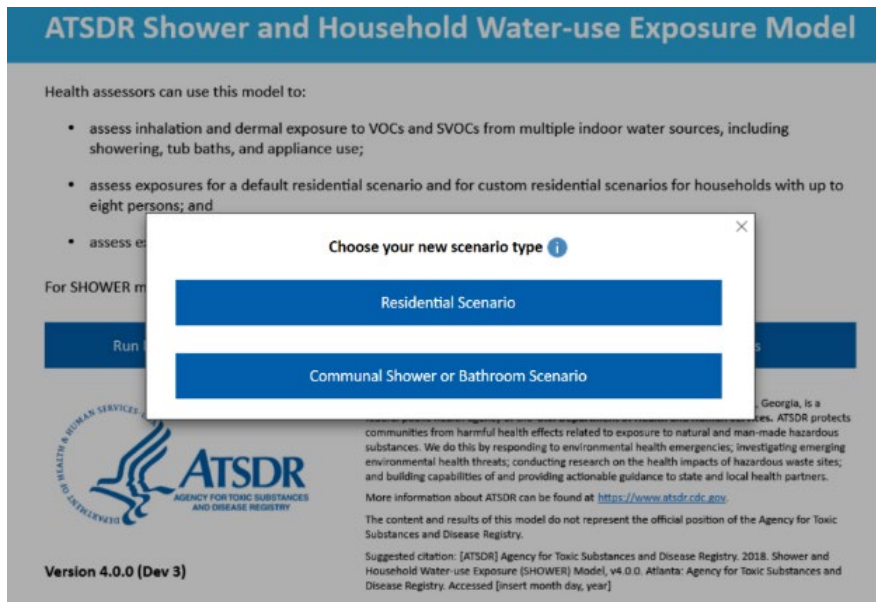 ATSDR Shower and Household Water-use Exposure Model
Health assessors can use this model to:
• assess inhalation and dermal exposure to VOCs and SVOCs from multiple indoor water sources, including
showering, tub baths, and appliance use;
• assess exposures for a default residential scenario and for custom residential scenarios for households with up to
eight persons; and
• assess
Choose your new scenario type
Residential Scenario
Communal Shower or Bathroom Scenario
For SHOWER
Run
, Georgia, is a
ATSDR protects
communities from harmful health effects related to exposure to natural and man-made hazardous
substances. We do this by responding to environmental health emergencies; investigating emerging
environmental health threats; conducting research on the health impacts of hazardous waste sites;
and building capabilities of and providing actionable guidance to state and local health partners.
More information about ATSDR can be found at https://www.atsdr.cdc.gov.
The content and results of this model do not represent the official position of the Agency for Toxic
Substances and Disease Registry.
Suggested citation: [ATSDR] Agency for Toxic Substances and Disease Registry. 2018. Shower and
Household Water-use Exposure (SHOWER) Model, v4.0.0. Atlanta: Agency for Toxic Substances and
Disease Registry. Accessed [insert month day, year]
ATSDR
AGENCY FOR TOXIC SUBSTANCES
AND DISEASE REGISTRY
Version 4.0.0 (Dev 3)